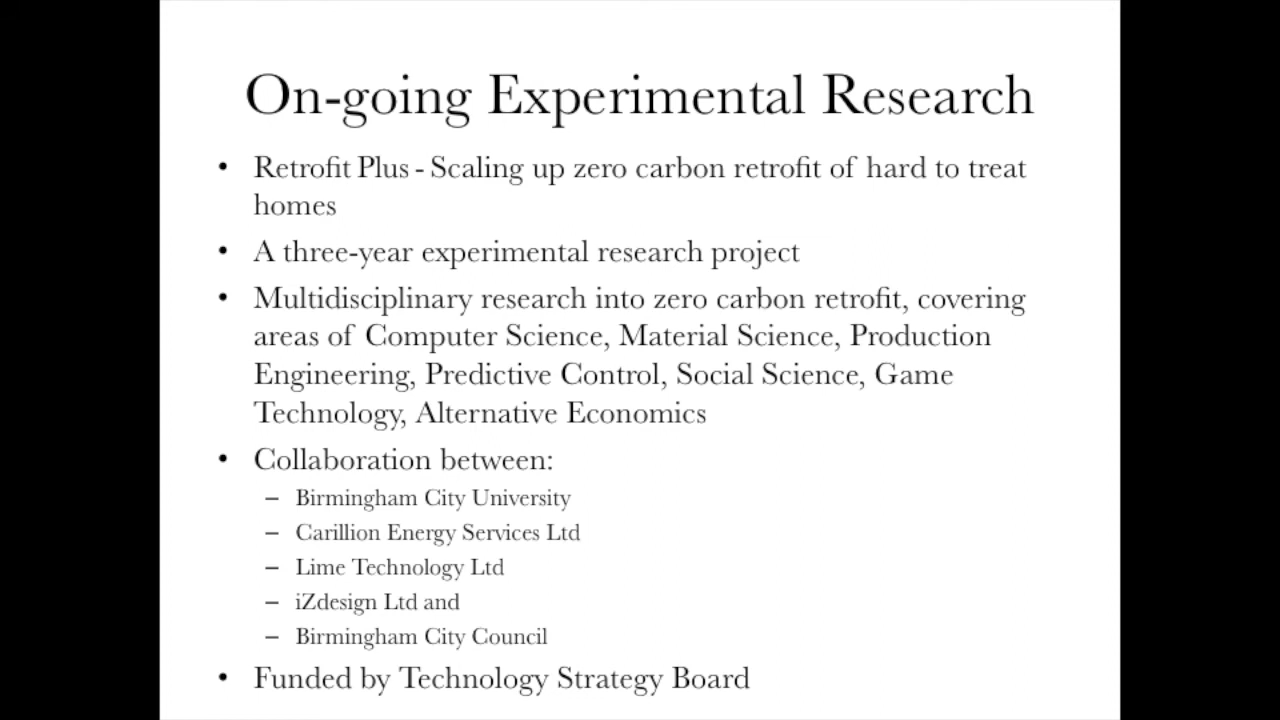 On-going Experimental Research
• Retrofit Plus - Scaling up zero carbon retrofit of hard to treat
homes
• A three-year experimental research project
• Multidisciplinary research into zero carbon retrofit, covering
areas of Computer Science, Material Science, Production
Engineering, Predictive Control, Social Science, Game
Technology, Alternative Economics
• Collaboration between:
– Birmingham City University
– Carillion Energy Services Ltd
– Lime Technology Ltd
– iZdesign Ltd and
– Birmingham City Council
• Funded by Technology Strategy Board